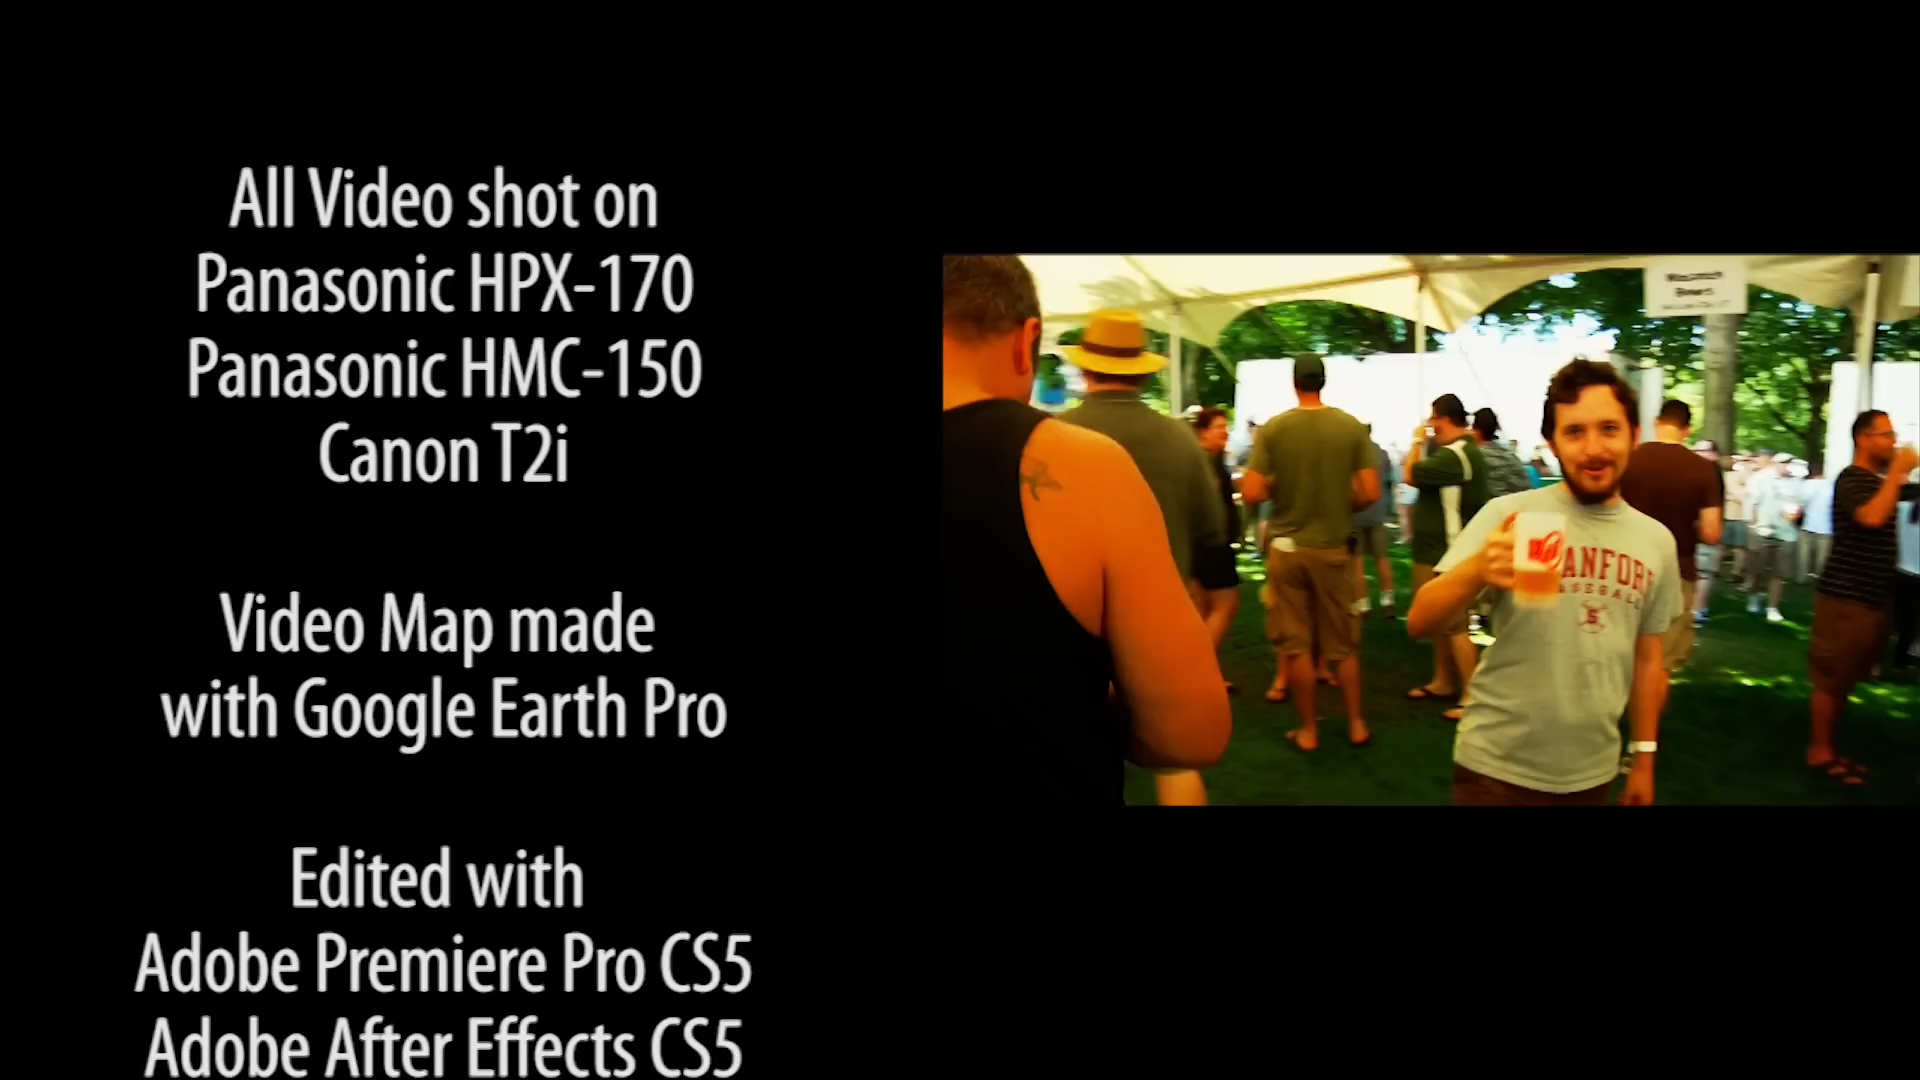 All Video shot on
Panasonic HPX-170
Panasonic HMC-150
Canon T2i
Video Map made
with Google Earth Pro
Edited with
Adobe Premiere Pro CS5
Adobe After Effects CS5